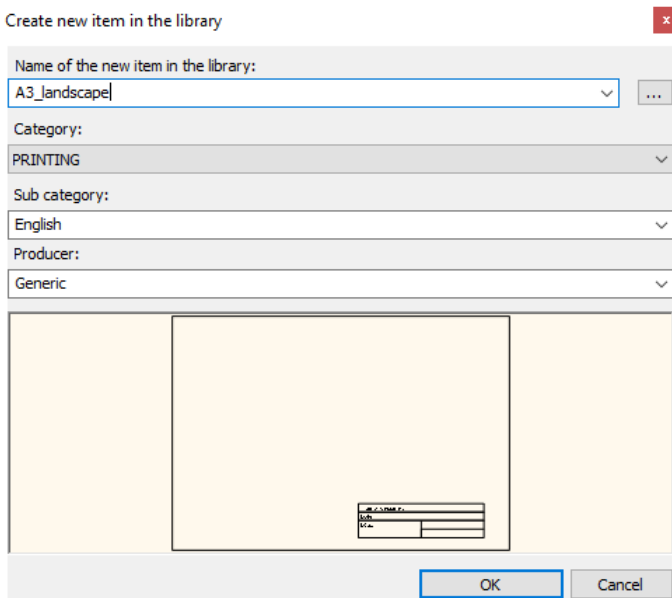 Create new item in the library
x
Name of the new item in the library:
A3_landscape
...
Category:
PRINTING
Sub category:
English
Producer:
Generic
OK
Cancel